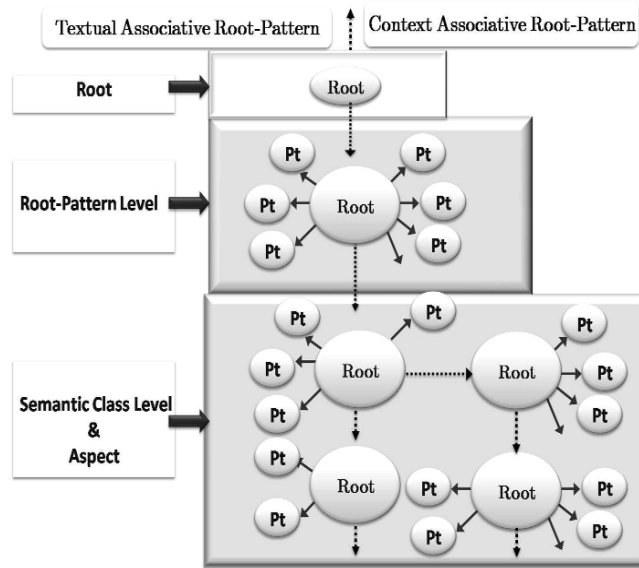 Textual Associative Root-Pattern
Context Associative Root-Pattern
Root
Root
Root-Pattern Level
Pt
Pt
Pt
Root
Pt
Pt
Pt
Semantic Class Level
&
Aspect
Pt
Pt
Pt
Pt
Root
Pt
Root
Pt
Pt
Pt
Pt
Root
Pt
Pt
Root
Pt
Pt
Pt